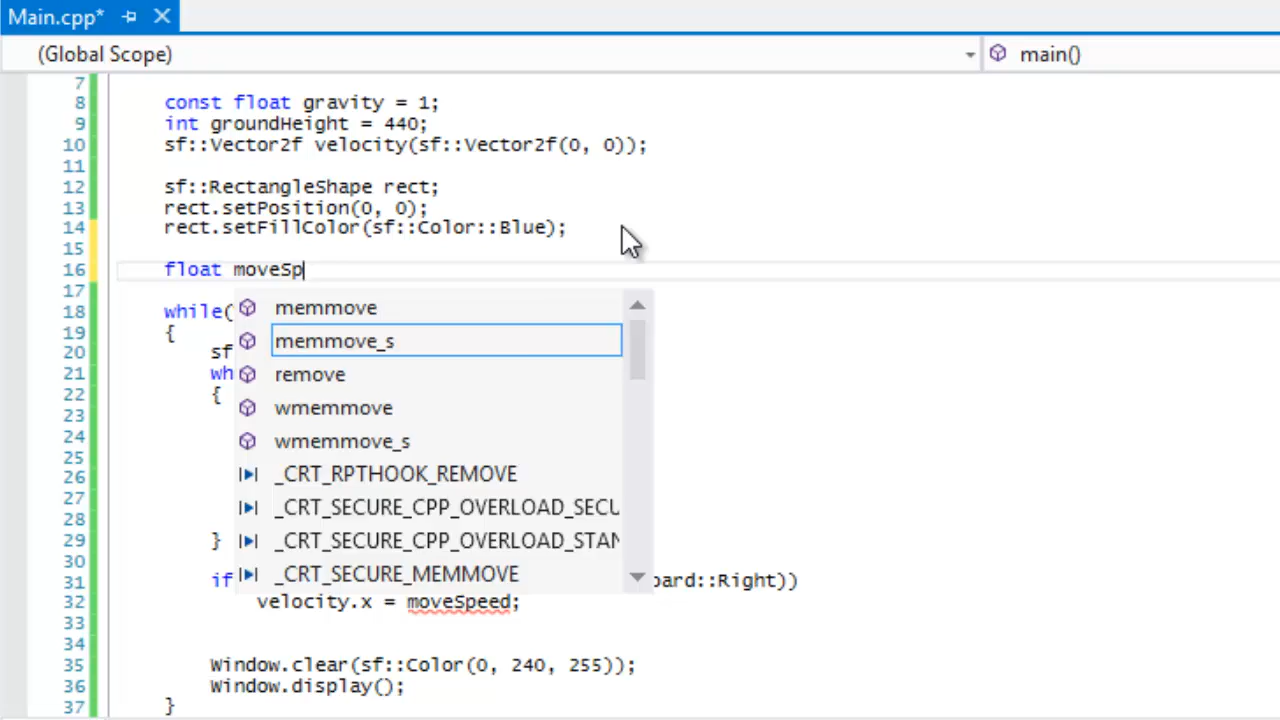 Main.cpp*
(Global Scope) main()
7
8 const float gravity = 1;
9 int groundHeight = 440;
10 sf::Vector2f velocity(sf::Vector2f(0, 0));
11
12 sf::RectangleShape rect;
13 rect.setPosition(0, 0);
14 rect.setFillColor(sf::Color::Blue);
15
16 float moveSp
17
memmove
18 while(
19 {
memmove_s
20 sf
21 wh
remove
22 {
23
wmemmove
24
wmemmove_s
25
26
_CRT_RPTHOOK_REMOVE
27
_CRT_SECURE_CPP_OVERLOAD_SECU
28
29 }
_CRT_SECURE_CPP_OVERLOAD_STAN
30
_CRT_SECURE_MEMMOVE
31 if oard::Right))
32 velocity.x = moveSpeed;
33
34
35 Window.clear(sf::Color(0, 240, 255));
36 Window.display();
37 }